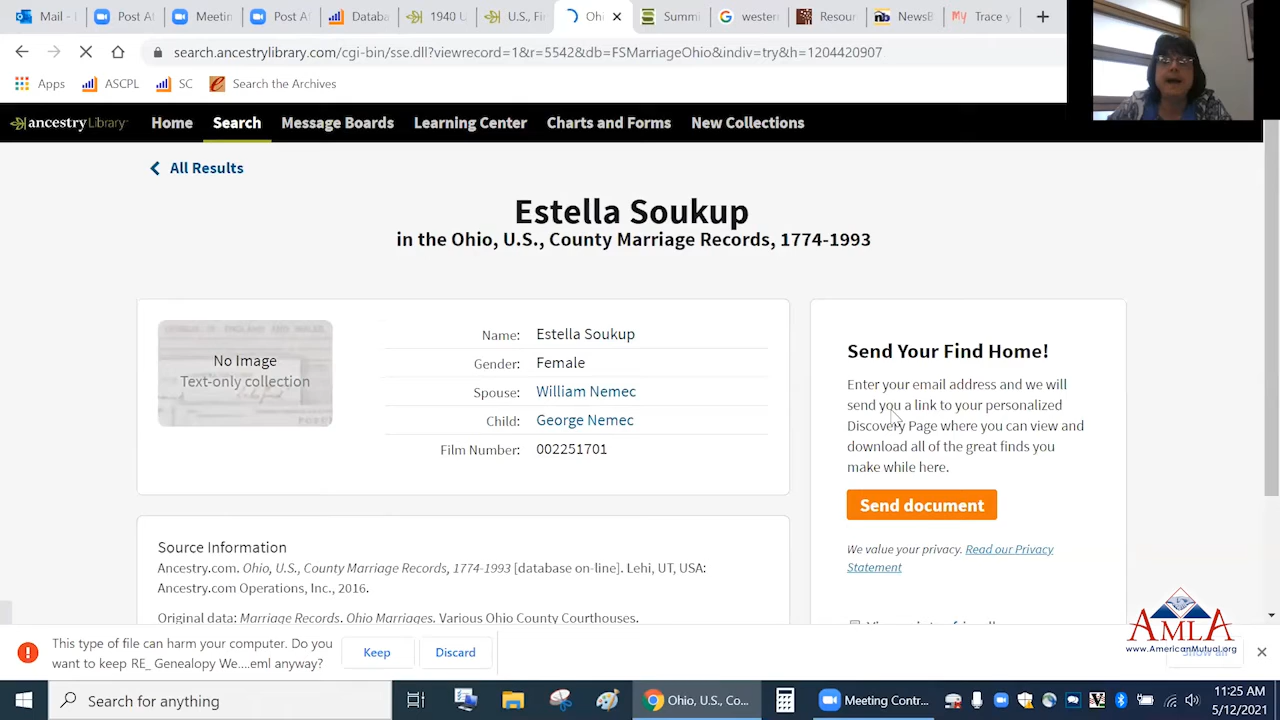 Mail -
Post A
Meetin
Post A
Databa
1940 U
U.S., Fi
Oh
Summi
wester
Resour
NewsB
Trace y
search.ancestrylibrary.com/cgi-bin/sse.dll?viewrecord=1&r=5542&db=FSMarriageOhio&indiv=try&h=1204420907
Apps
ASCPL
SC
Search the Archives
ancestryLibrary
Home
Search
Message Boards
Learning Center
Charts and Forms
New Collections
All Results
Estella Soukup
in the Ohio, U.S., County Marriage Records, 1774-1993
No Image
Text-only collection
Name: Estella Soukup
Gender: Female
Spouse: William Nemec
Child: George Nemec
Film Number: 002251701
Send Your Find Home!
Enter your email address and we will
send you a link to your personalized
Discovery Page where you can view and
download all of the great finds you
make while here.
Send document
We value your privacy. Read our Privacy
Statement
Source Information
Ancestry.com. Ohio, U.S., County Marriage Records, 1774-1993 [database on-line]. Lehi, UT, USA:
Ancestry.com Operations, Inc., 2016.
Original data: Marriage Records. Ohio Marriages. Various Ohio County Courthouses.
AMLA
www.AmericanMutual.org
This type of file can harm your computer. Do you
want to keep RE_ Genealopy We....eml anyway?
Keep
Discard
Show all
Search for anything
Ohio, U.S., Co...
Meeting Contr...
11:25 AM
5/12/2021